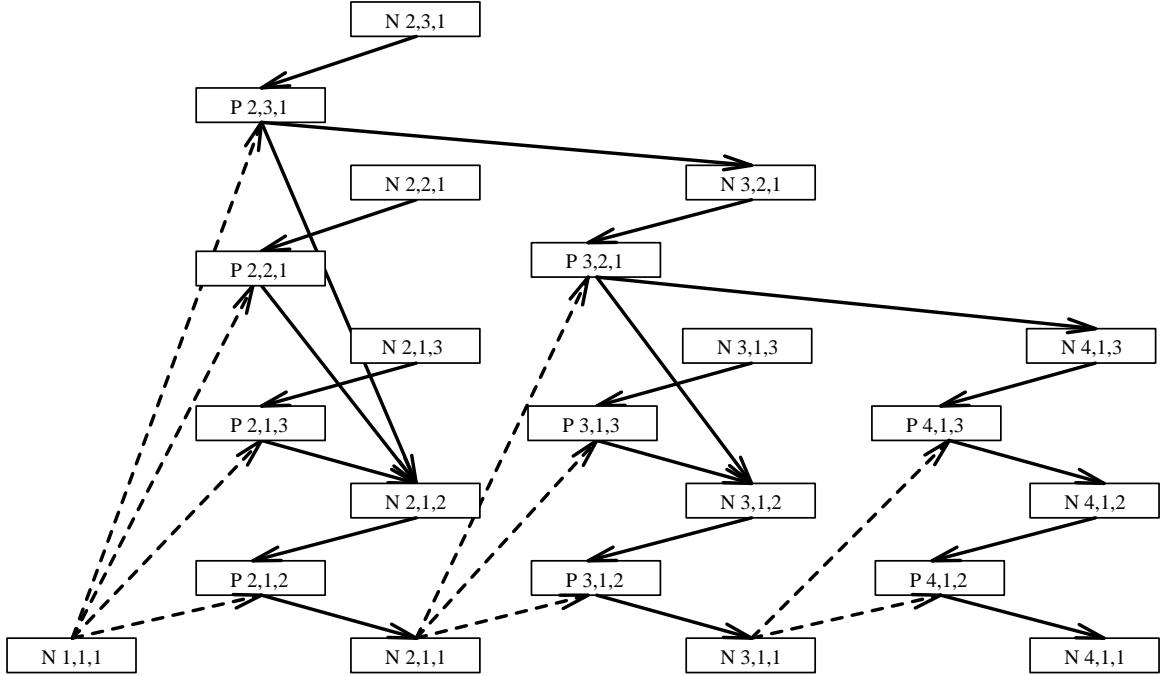 N 2,3,1
P 2,3,1
N 2,2,1
N 3,2,1
P 2,2,1
P 3,2,1
N 2,1,3
N 3,1,3
N 4,1,3
P 2,1,3
P 3,1,3
P 4,1,3
N 2,1,2
N 3,1,2
N 4,1,2
P 2,1,2
P 3,1,2
P 4,1,2
N 1,1,1
N 2,1,1
N 3,1,1
N 4,1,1